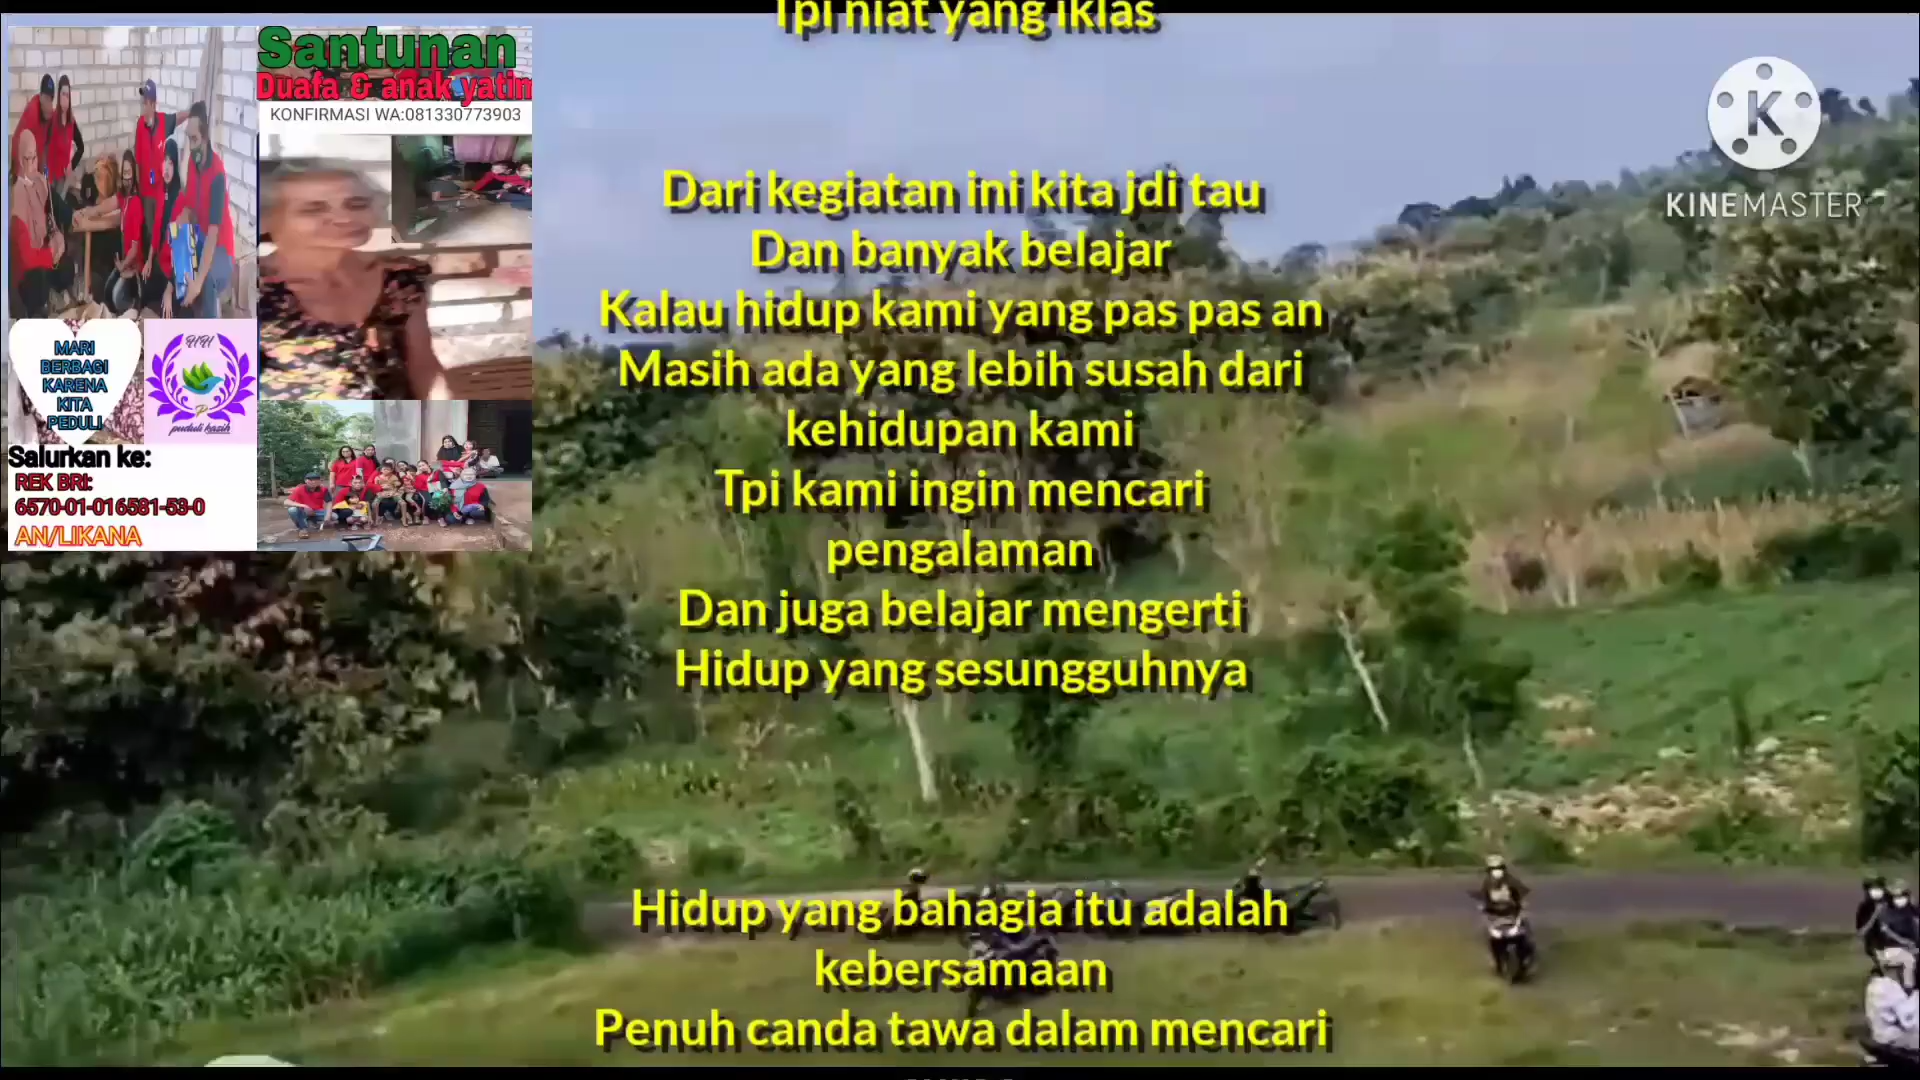 Tpi niat yang iklas
Santunan
Duafa & anak yatim
KONFIRMASI WA:081330773903
MARI
BERBAGI
KARENA
KITA
PEDULI
peduli kasih
Salurkan ke:
REK BRI:
6570-01-016581-53-0
AN/LIKANA
K
KINEMASTER
Dari kegiatan ini kita jdi tau
Dan banyak belajar
Kalau hidup kami yang pas pas an
Masih ada yang lebih susah dari
kehidupan kami
Tpi kami ingin mencari
pengalaman
Dan juga belajar mengerti
Hidup yang sesungguhnya
Hidup yang bahagia itu adalah
kebersamaan
Penuh canda tawa dalam mencari